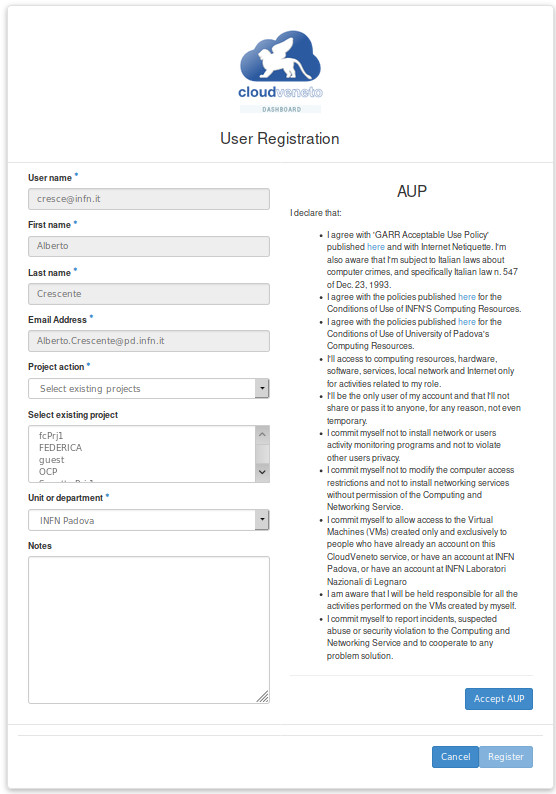 cloudveneto
DASHBOARD
User Registration
User name *
cresce@infn.it
First name *
Alberto
Last name *
Crescente
Email Address *
Alberto.Crescente@pd.infn.it
Project action *
Select existing projects
Select existing project
fcPrj1
FEDERICA
guest
OCP
Unit or department *
INFN Padova
Notes
AUP
I declare that:
• I agree with 'GARR Acceptable Use Policy'
published here and with Internet Netiquette. I'm
also aware that I'm subject to Italian laws about
computer crimes, and specifically Italian law n. 547
of Dec. 23, 1993.
• I agree with the policies published here for the
Conditions of Use of INFN'S Computing Resources.
• I agree with the policies published here for the
Conditions of Use of University of Padova's
Computing Resources.
• I'll access to computing resources, hardware,
software, services, local network and Internet only
for activities related to my role.
• I'll be the only user of my account and that I'll not
share or pass it to anyone, for any reason, not even
temporary.
• I commit myself not to install network or users
activity monitoring programs and not to violate
other users privacy.
• I commit myself not to modify the computer access
restrictions and not to install networking services
without permission of the Computing and
Networking Service.
• I commit myself to allow access to the Virtual
Machines (VMs) created only and exclusively to
people who have already an account on this
CloudVeneto service, or have an account at INFN
Padova, or have an account at INFN Laboratori
Nazionali di Legnaro
• I am aware that I will be held responsible for all the
activities performed on the VMs created by myself.
• I commit myself to report incidents, suspected
abuse or security violation to the Computing and
Networking Service and to cooperate to any
problem solution.
Accept AUP
Cancel
Register